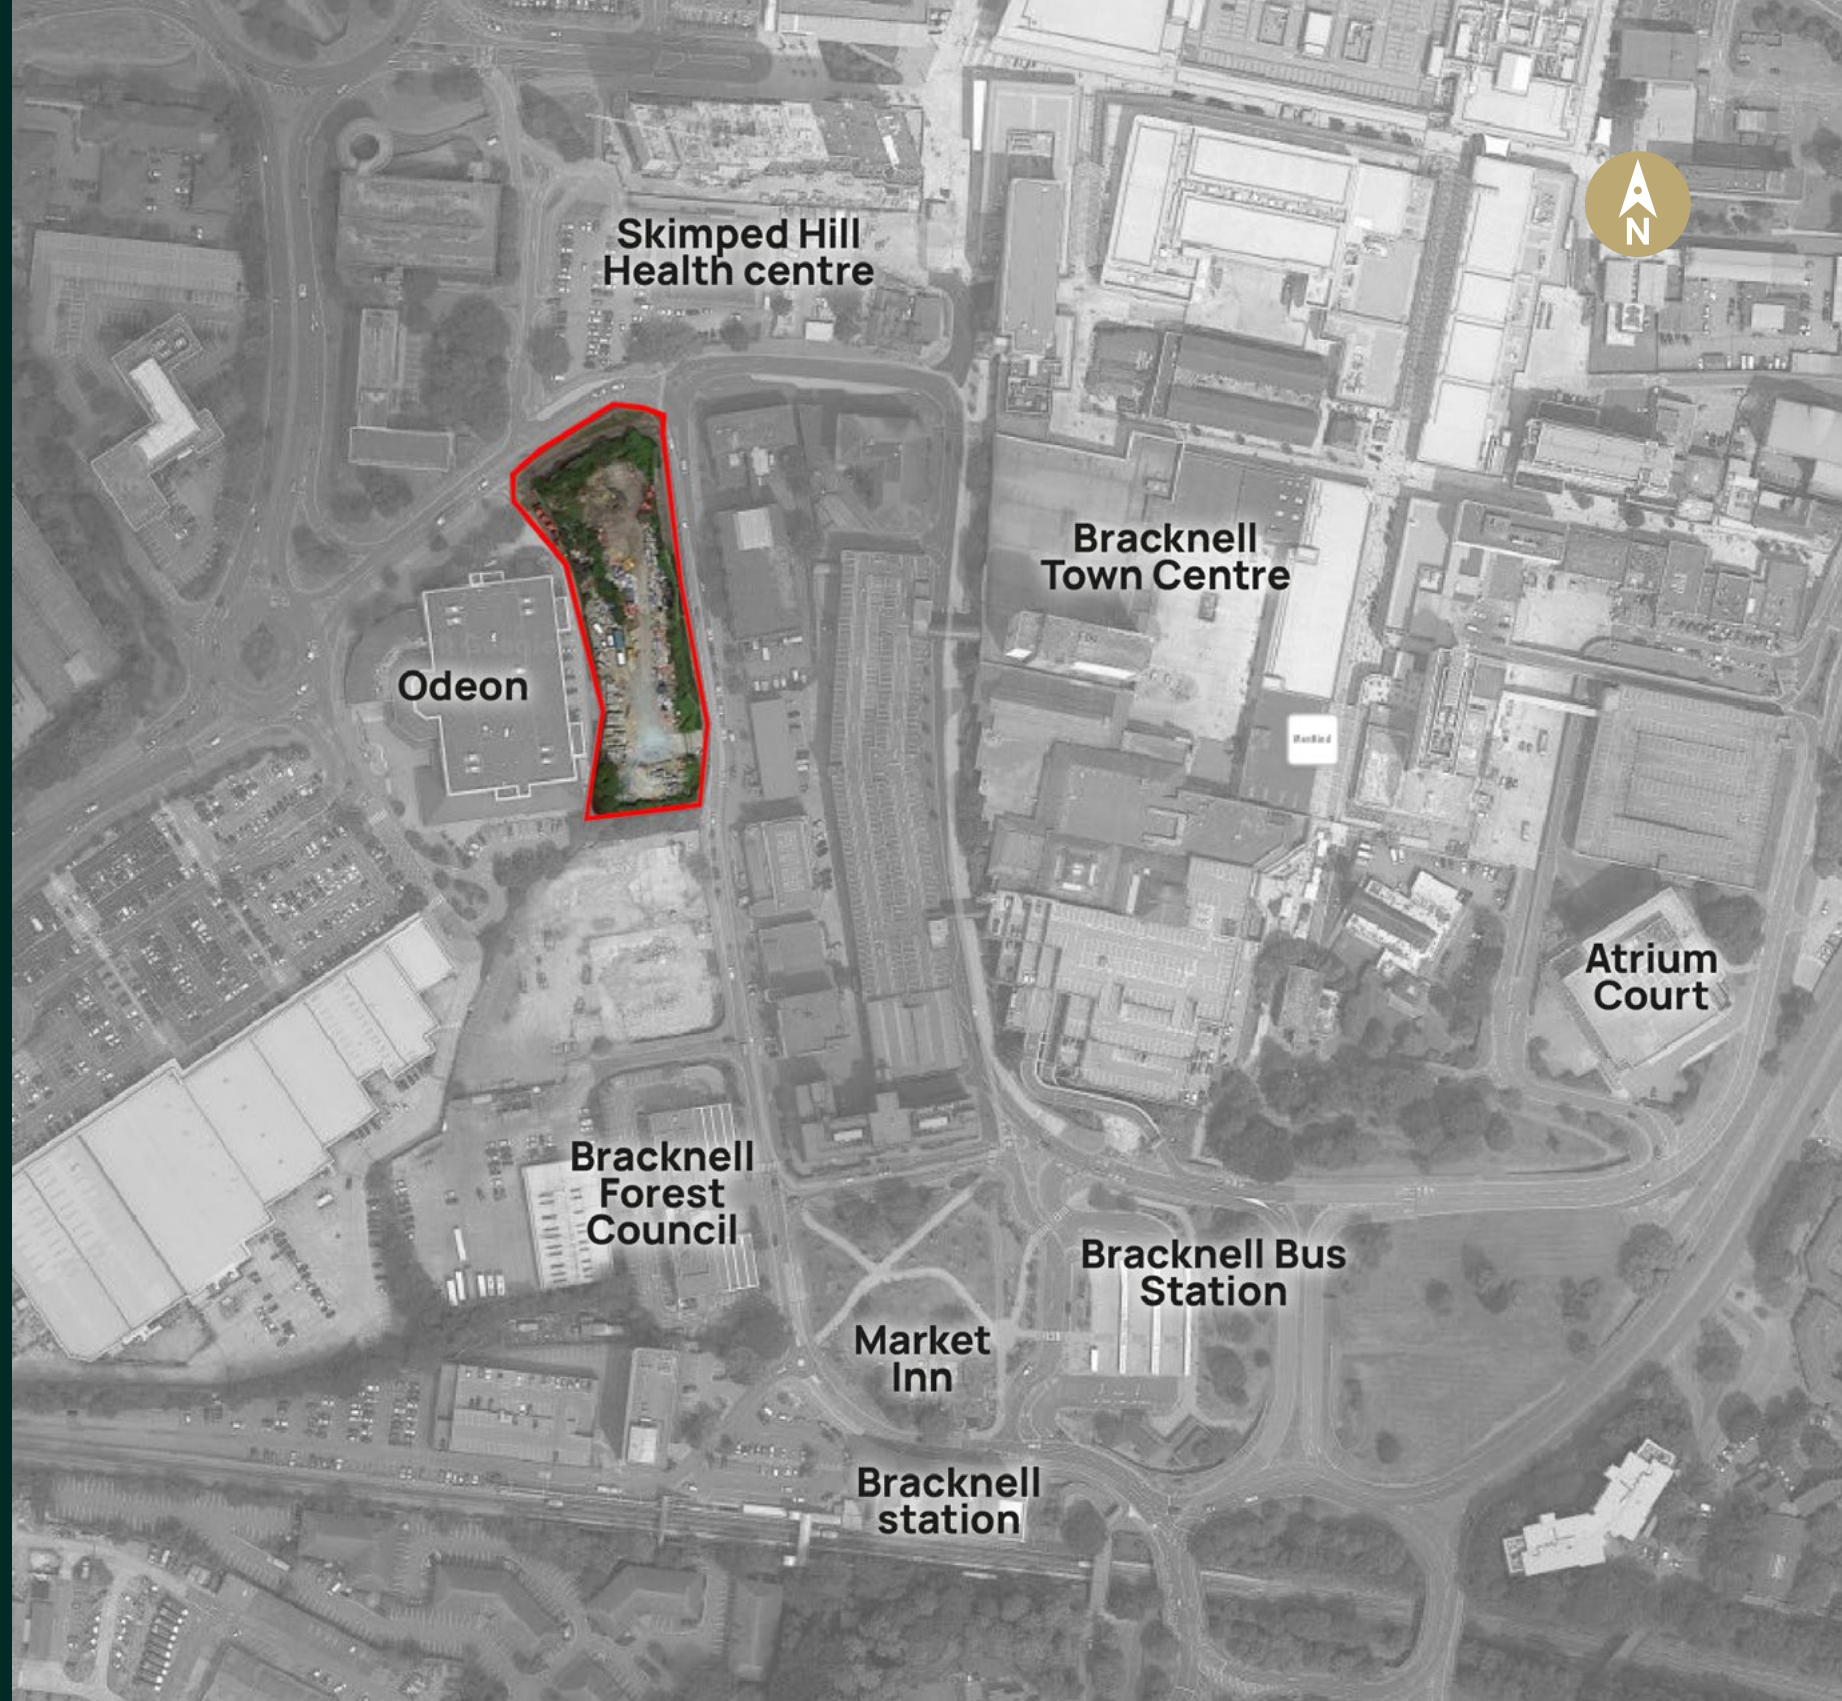 Skimped Hill
Health centre
N
Bracknell
Town Centre
Odeon
Atrium
Court
Bracknell
Forest
Council
Bracknell Bus
Station
Market
Inn
Bracknell
station